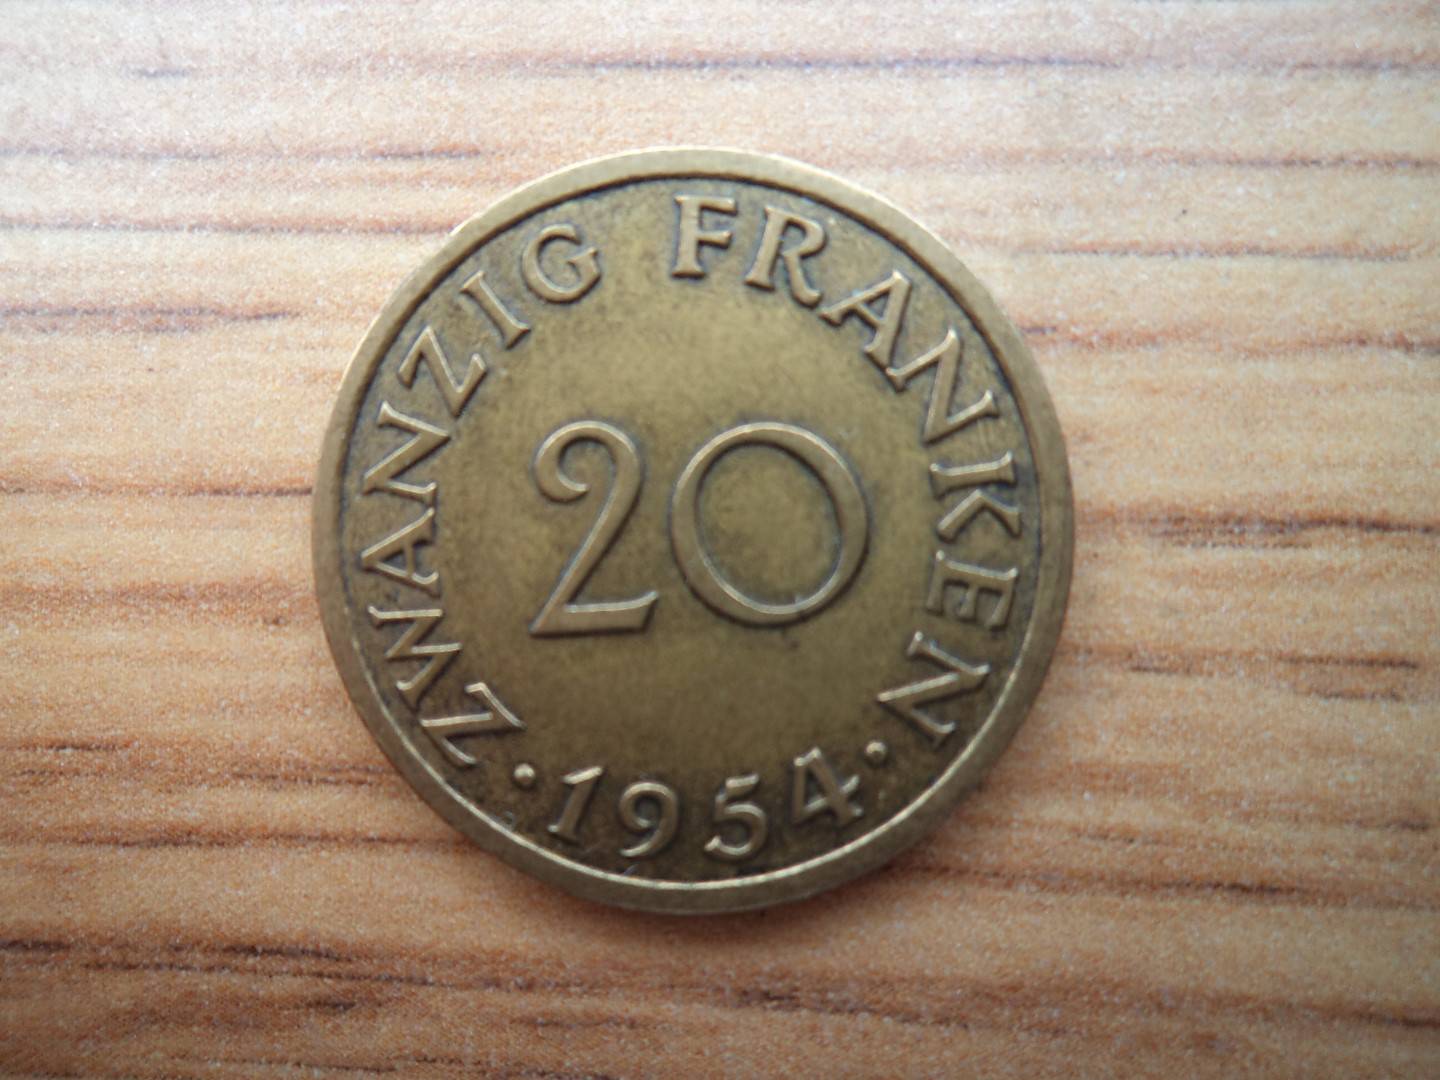 ZWANZIG FRANKEN
20
· 1954 ·